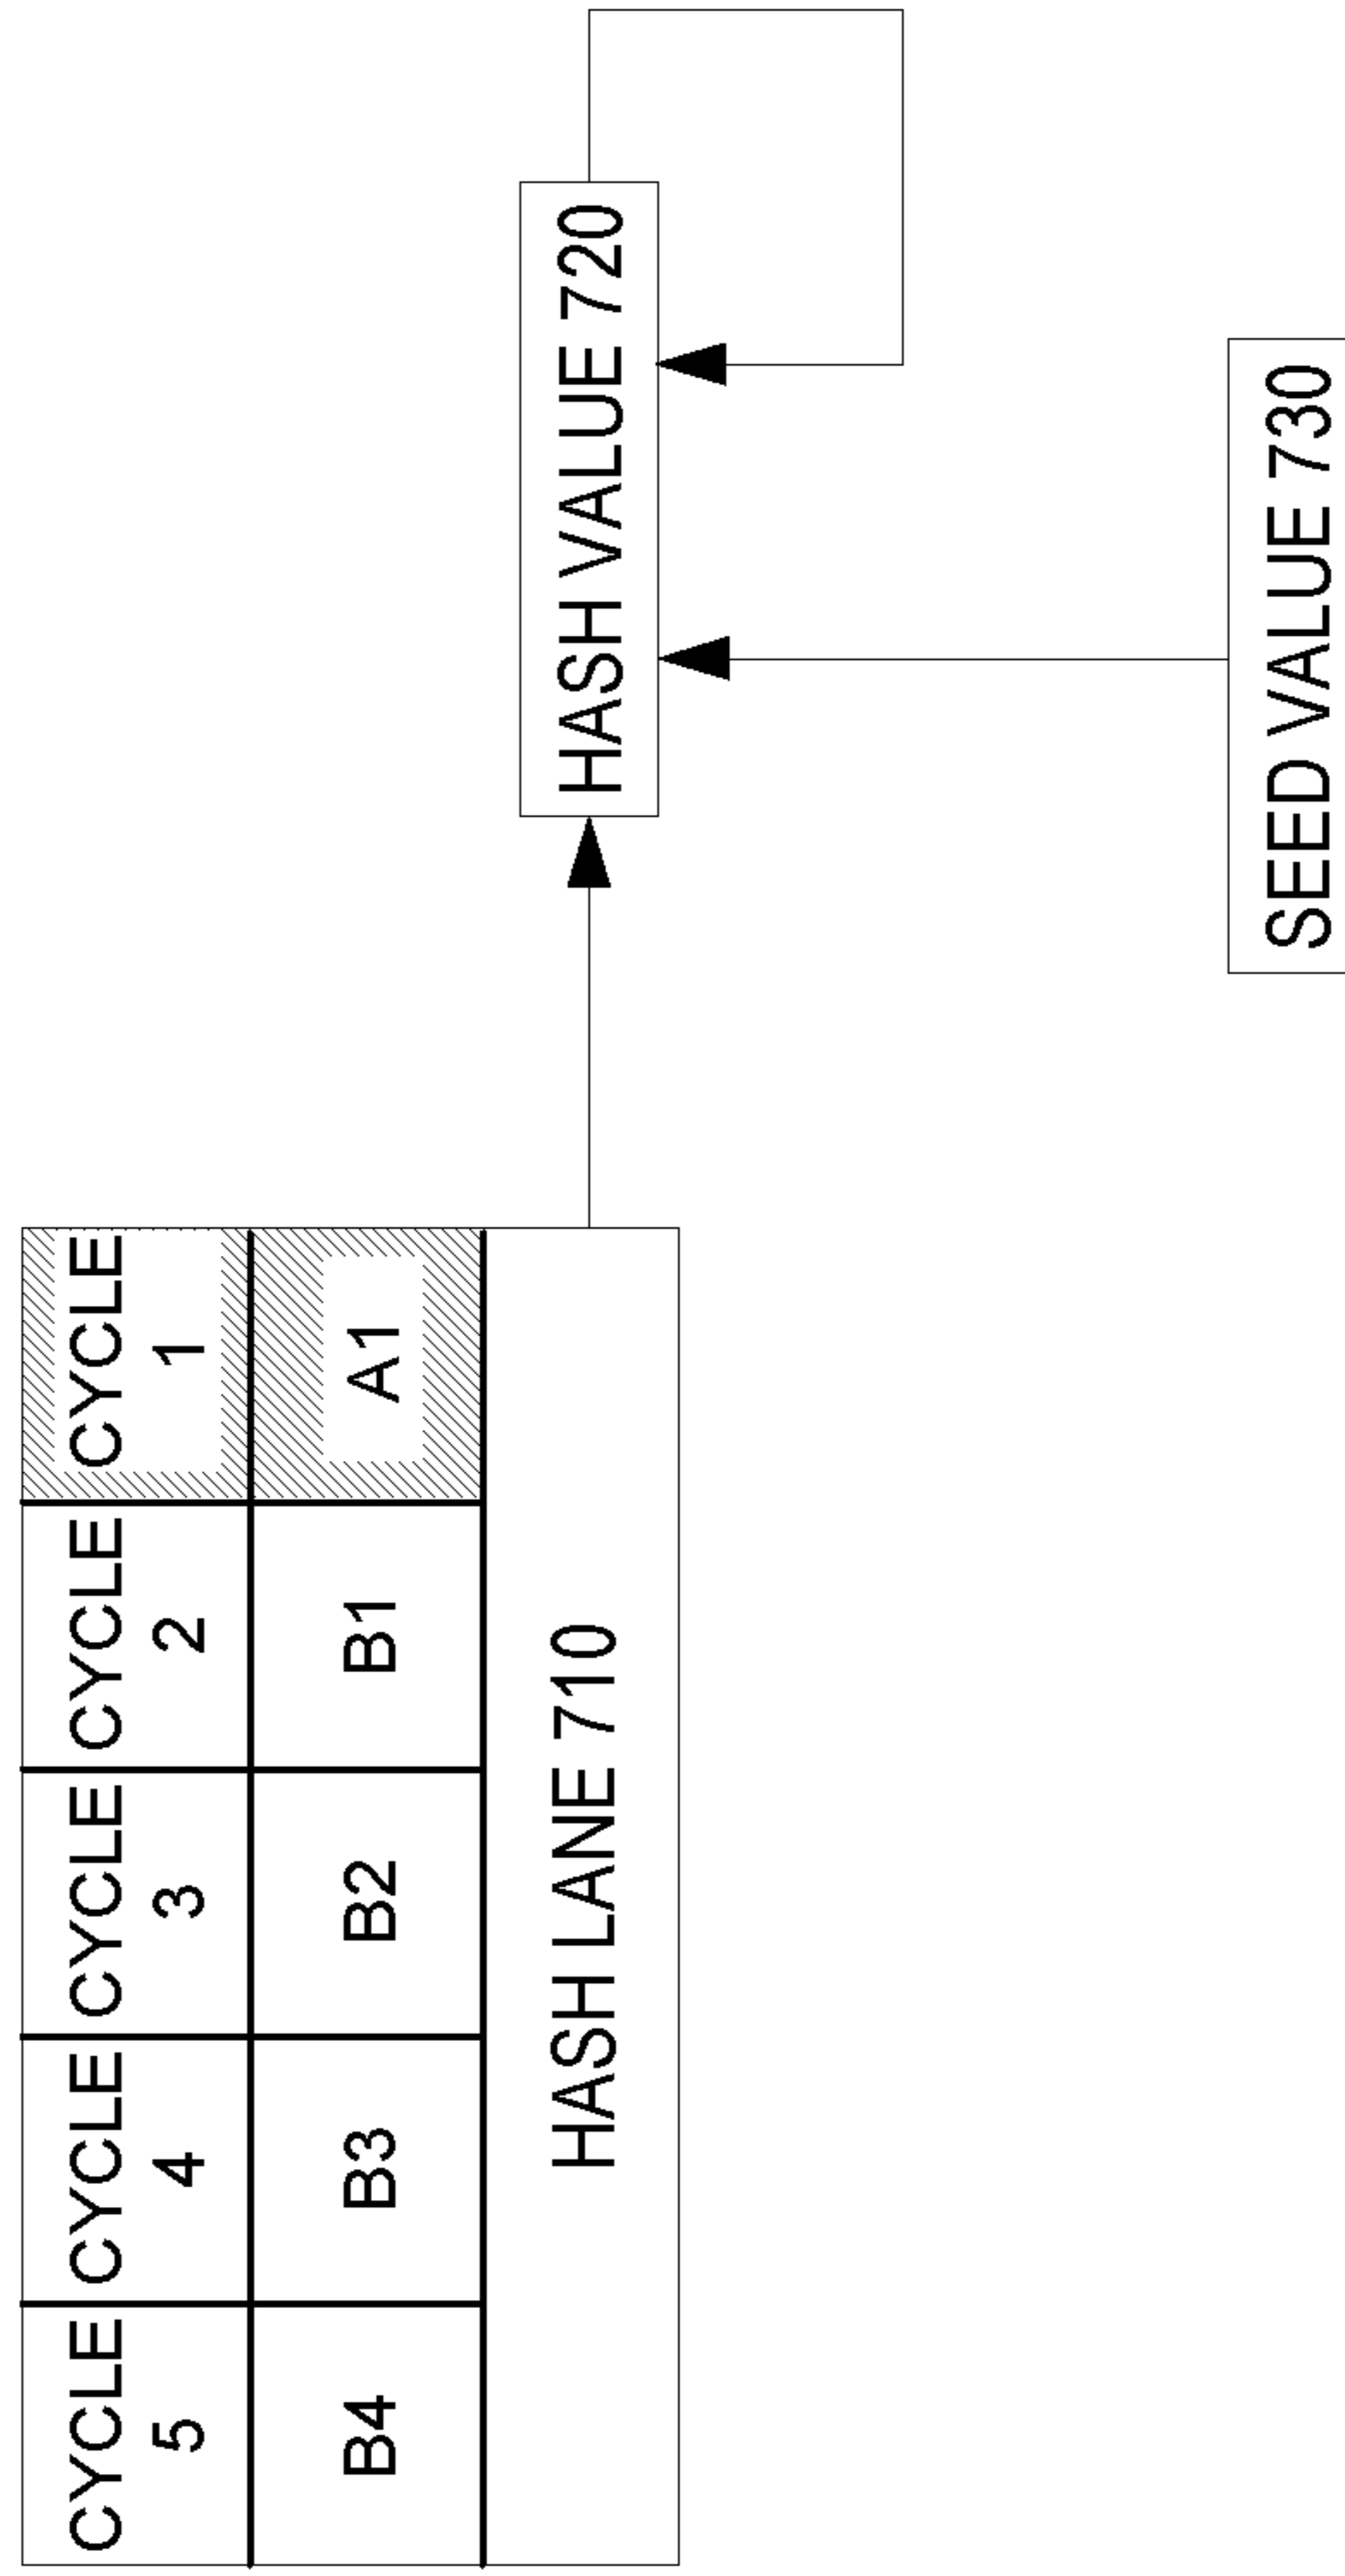 CYCLE
5
CYCLE
4
CYCLE
3
CYCLE
2
CYCLE
1
B4
B3
B2
B1
A1
HASH LANE 710
HASH VALUE 720
SEED VALUE 730